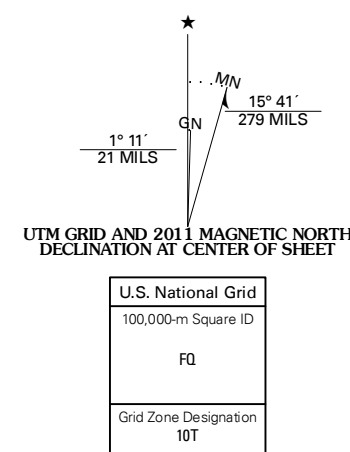 ★
MN
GN
15° 41´
279 MILS
1° 11´
21 MILS
UTM GRID AND 2011 MAGNETIC NORTH
DECLINATION AT CENTER OF SHEET
U.S. National Grid
100,000-m Square ID
FQ
Grid Zone Designation
10T